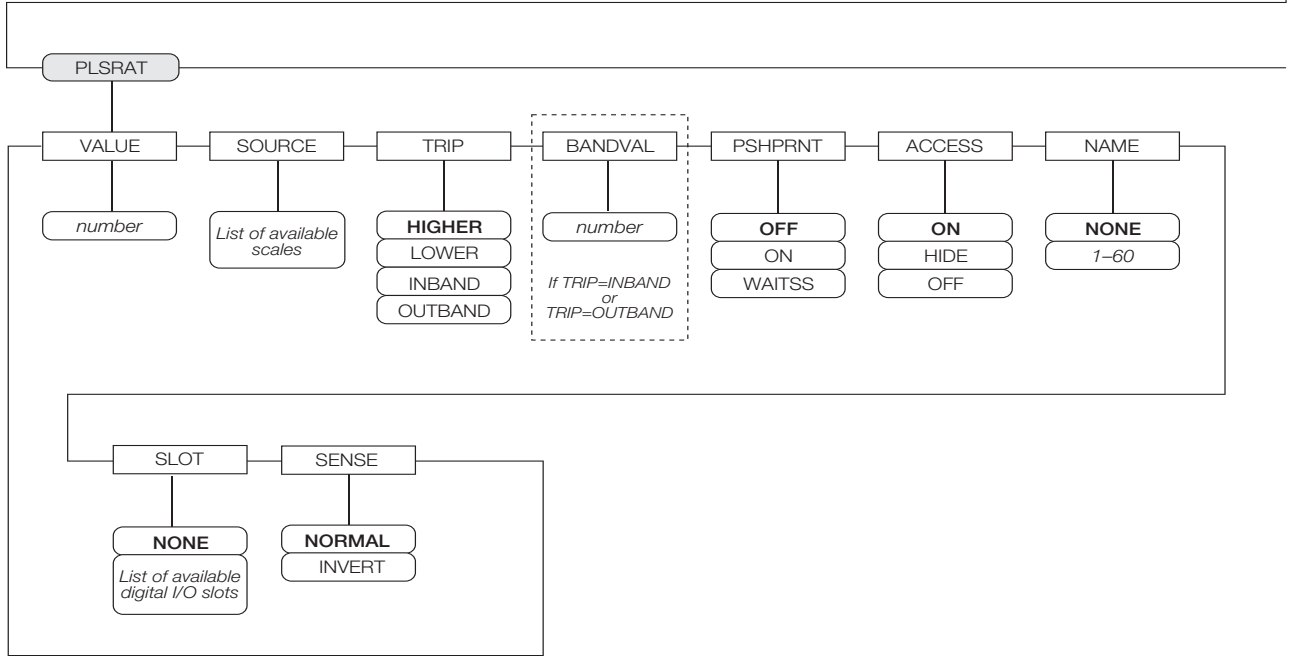 PLSRAT
VALUE
SOURCE
TRIP
BANDVAL
PSHPRNT
ACCESS
NAME
number
List of available
scales
HIGHER
LOWER
INBAND
OUTBAND
number
If TRIP=INBAND
or
TRIP=OUTBAND
OFF
ON
WAITSS
ON
HIDE
OFF
NONE
1–60
SLOT
SENSE
NONE
List of available
digital I/O slots
NORMAL
INVERT